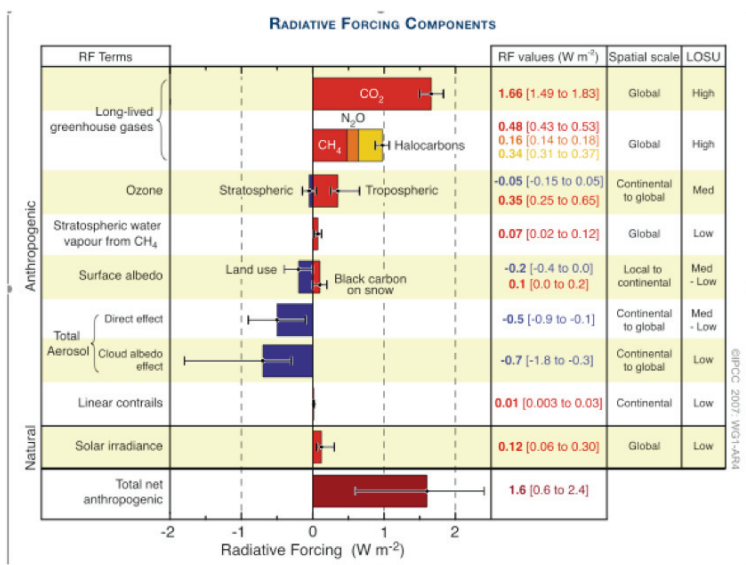 RADIATIVE FORCING COMPONENTS
RF Terms
RF values (W m⁻²)
Spatial scale
LOSU
Anthropogenic
Long-lived
greenhouse gases
CO₂
1.66 [1.49 to 1.83]
Global
High
N₂O
CH₄
Halocarbons
0.48 [0.43 to 0.53]
0.16 [0.14 to 0.18]
0.34 [0.31 to 0.37]
Global
High
Ozone
Stratospheric
Tropospheric
-0.05 [-0.15 to 0.05]
0.35 [0.25 to 0.65]
Continental
to global
Med
Stratospheric water
vapour from CH₄
0.07 [0.02 to 0.12]
Global
Low
Surface albedo
Land use
Black carbon
on snow
-0.2 [-0.4 to 0.0]
0.1 [0.0 to 0.2]
Local to
continental
Med
- Low
Total
Aerosol
Direct effect
-0.5 [-0.9 to -0.1]
Continental
to global
Med
- Low
Cloud albedo
effect
-0.7 [-1.8 to -0.3]
Continental
to global
Low
Linear contrails
0.01 [0.003 to 0.03]
Continental
Low
Natural
Solar irradiance
0.12 [0.06 to 0.30]
Global
Low
Total net
anthropogenic
1.6 [0.6 to 2.4]
-2 -1 0 1 2
Radiative Forcing (W m⁻²)
©IPCC 2007: WG1-AR4